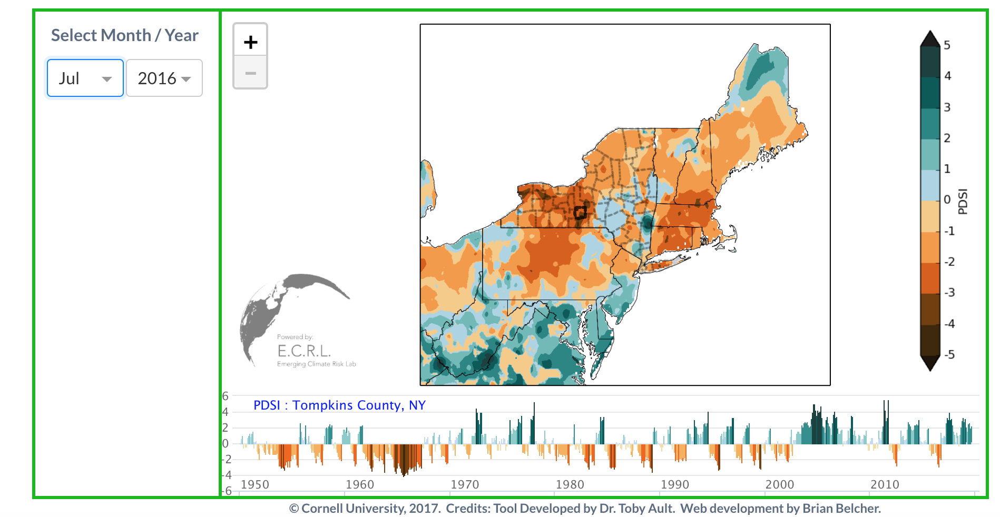 Select Month / Year
Jul
2016
+
−
5
4
3
2
1
0
-1
-2
-3
-4
-5
PDSI
Powered by:
E.C.R.L.
Emerging Climate Risk Lab
PDSI : Tompkins County, NY
6
4
2
0
-2
-4
-6
1950 1960 1970 1980 1990 2000 2010
© Cornell University, 2017. Credits: Tool Developed by Dr. Toby Ault. Web development by Brian Belcher.